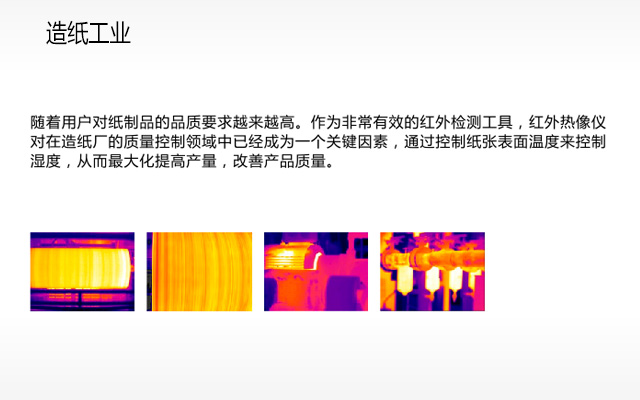 造纸工业
随着用户对纸制品的品质要求越来越高。作为非常有效的红外检测工具，红外热像仪
对在造纸厂的质量控制领域中已经成为一个关键因素，通过控制纸张表面温度来控制
湿度，从而最大化提高产量，改善产品质量。